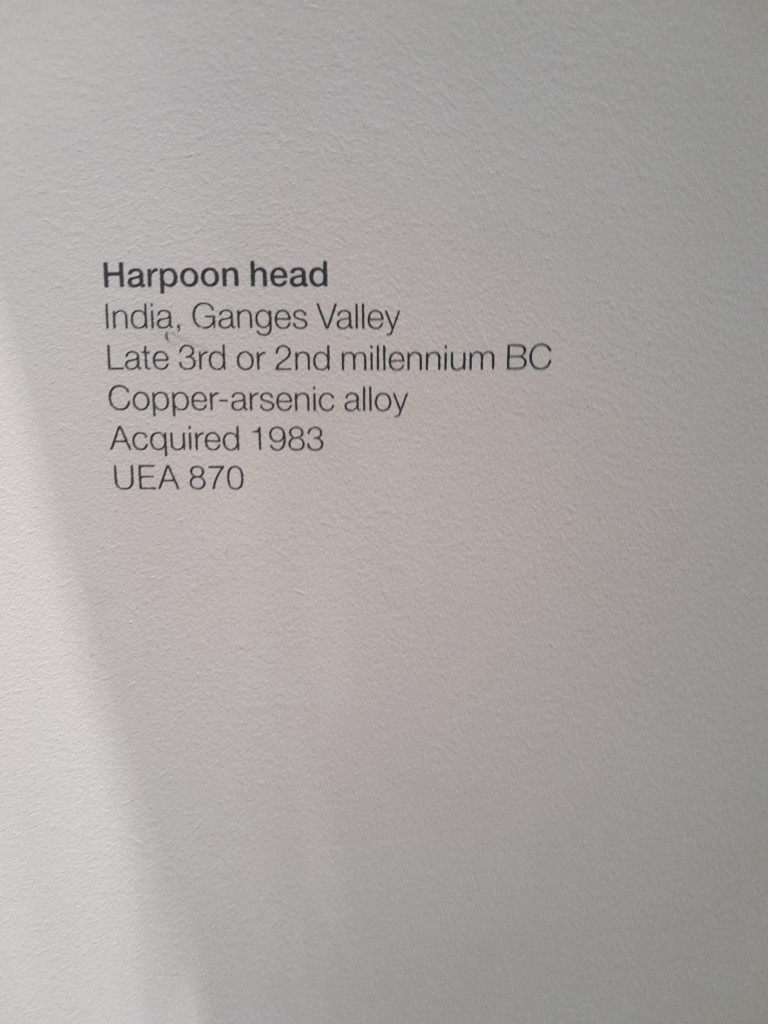 Harpoon head
India, Ganges Valley
Late 3rd or 2nd millennium BC
Copper-arsenic alloy
Acquired 1983
UEA 870